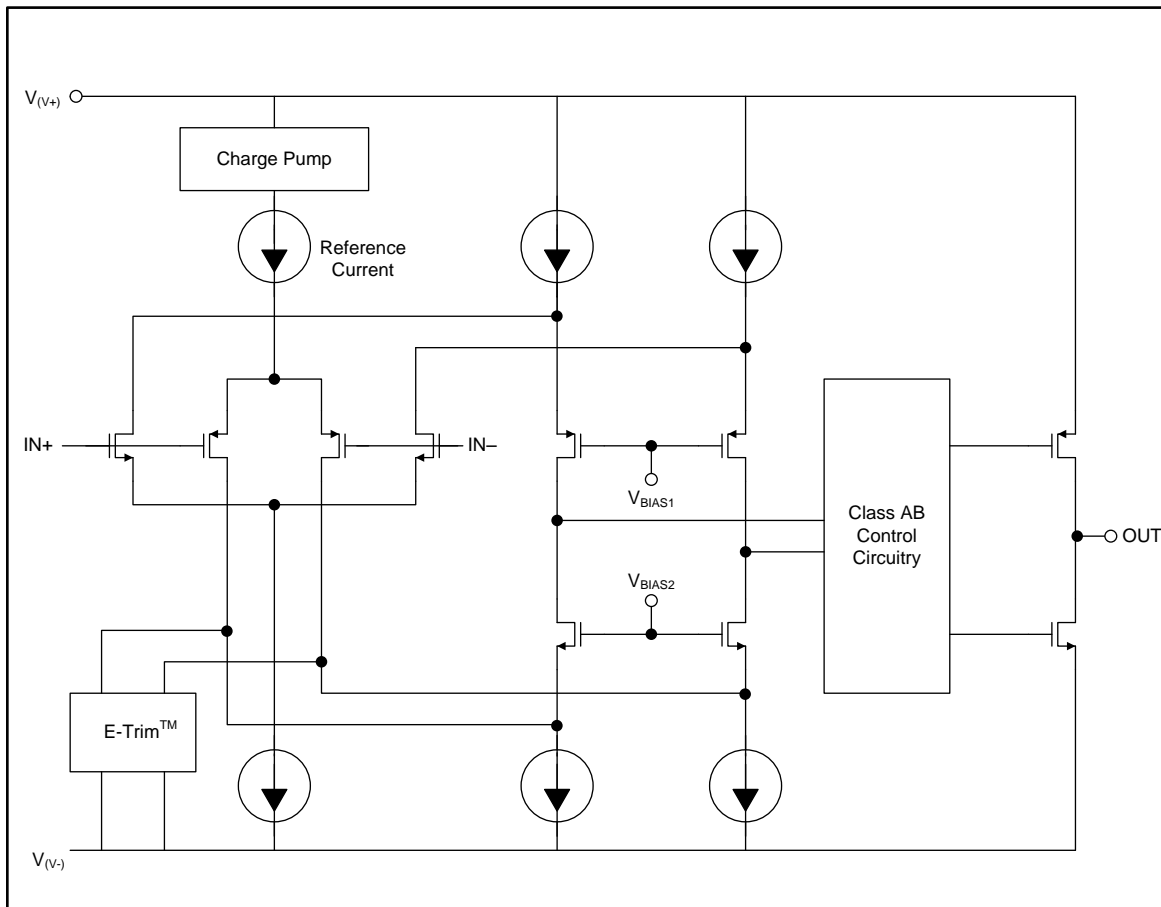 V(V+)
Charge Pump
Reference
Current
IN+
IN–
VBIAS1
Class AB
Control
Circuitry
OUT
VBIAS2
E-Trim™
V(V-)